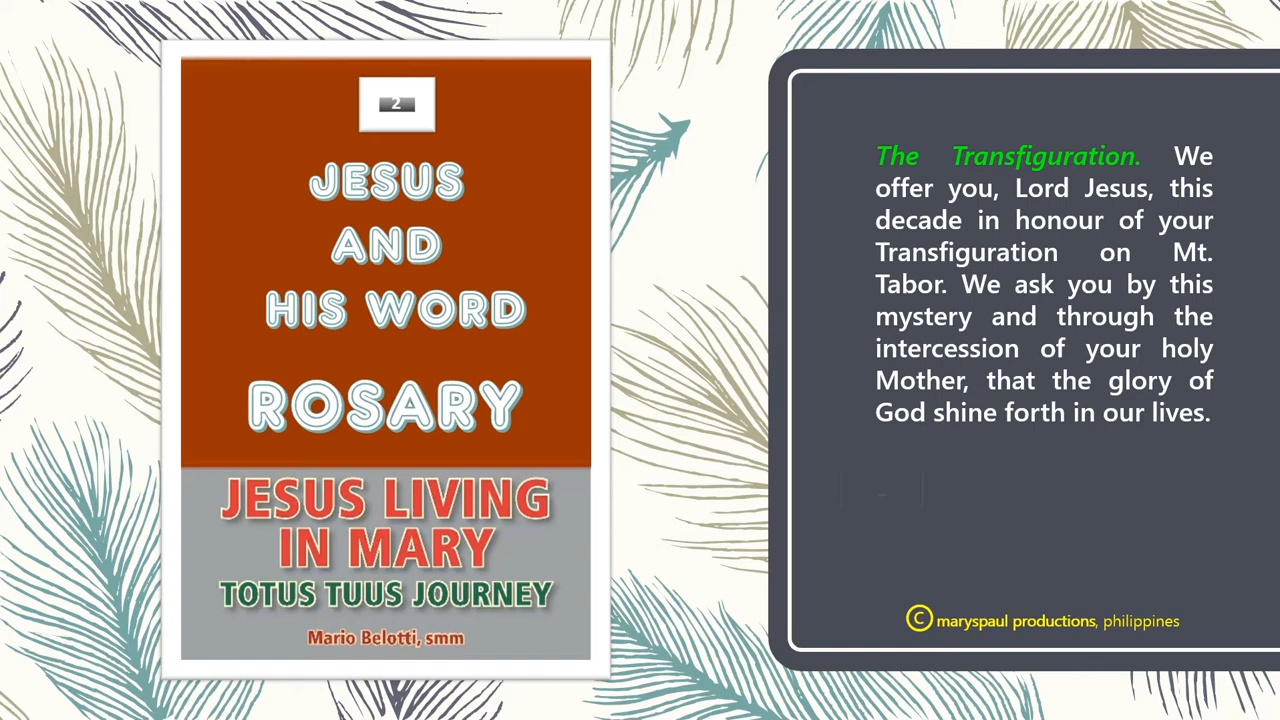 2
JESUS
AND
HIS WORD
ROSARY
JESUS LIVING
IN MARY
TOTUS TUUS JOURNEY
Mario Belotti, smm
The Transfiguration. We
offer you, Lord Jesus, this
decade in honour of your
Transfiguration on Mt.
Tabor. We ask you by this
mystery and through the
intercession of your holy
Mother, that the glory of
God shine forth in our lives.
© maryspaul productions, philippines